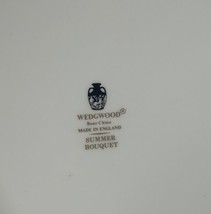 WEDGWOOD®
Bone China
MADE IN ENGLAND
SUMMER
BOUQUET